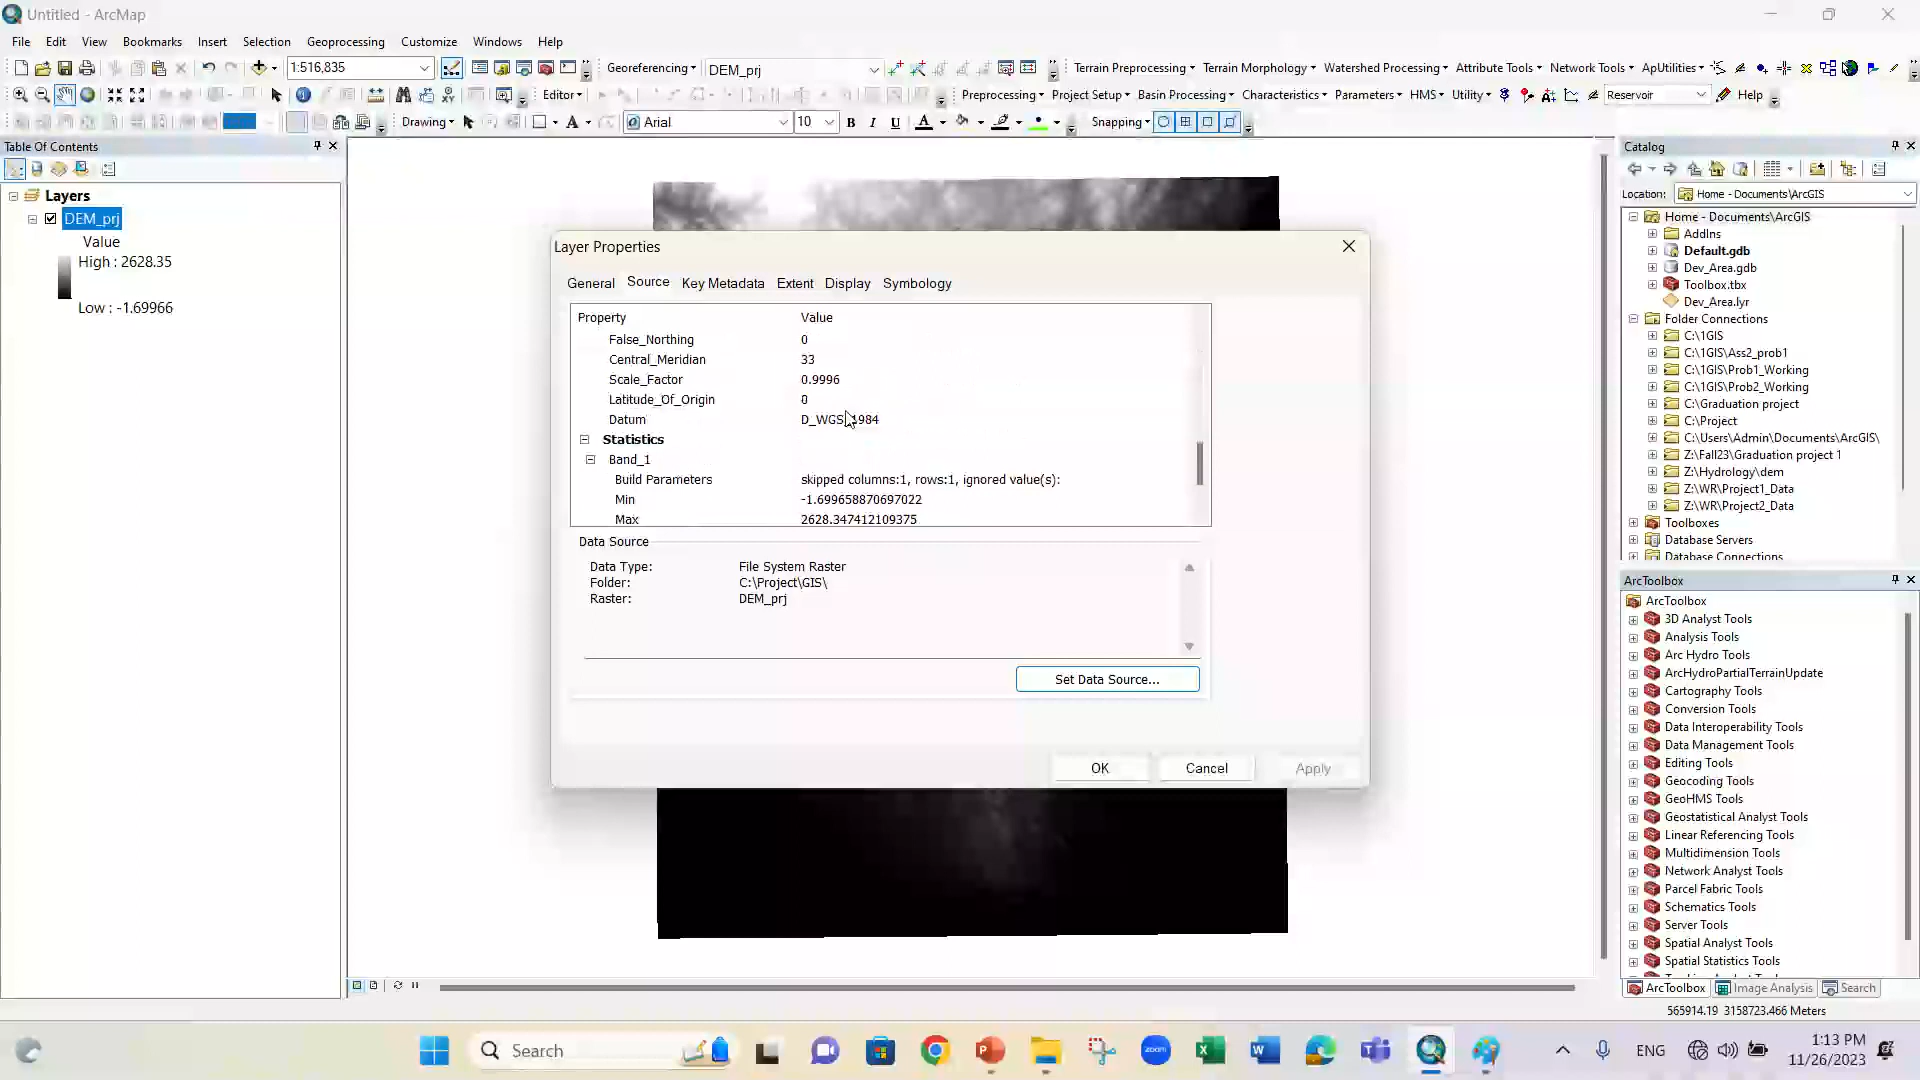 Untitled - ArcMap
File Edit View Bookmarks Insert Selection Geoprocessing Customize Windows Help
1:516,835 Georeferencing DEM_prj Terrain Preprocessing Terrain Morphology Watershed Processing Attribute Tools Network Tools ApUtilities
Editor Preprocessing Project Setup Basin Processing Characteristics Parameters HMS Utility Reservoir Help
Drawing A Arial 10 B I U A Snapping
Table Of Contents
Layers
DEM_prj
Value
High : 2628.35
Low : -1.69966
Layer Properties
General Source Key Metadata Extent Display Symbology
Property Value
False_Northing 0
Central_Meridian 33
Scale_Factor 0.9996
Latitude_Of_Origin 0
Datum D_WGS_1984
Statistics
Band_1
Build Parameters skipped columns:1, rows:1, ignored value(s):
Min -1.699658870697022
Max 2628.347412109375
Data Source
Data Type: File System Raster
Folder: C:\Project\GIS\
Raster: DEM_prj
Set Data Source...
OK Cancel Apply
Catalog
Location: Home - Documents\ArcGIS
Home - Documents\ArcGIS
AddIns
Default.gdb
Dev_Area.gdb
Toolbox.tbx
Dev_Area.lyr
Folder Connections
C:\1GIS
C:\1GIS\Ass2_prob1
C:\1GIS\Prob1_Working
C:\1GIS\Prob2_Working
C:\Graduation project
C:\Project
C:\Users\Admin\Documents\ArcGIS\
Z:\Fall23\Graduation project 1
Z:\Hydrology\dem
Z:\WR\Project1_Data
Z:\WR\Project2_Data
Toolboxes
Database Servers
Database Connections
ArcToolbox
ArcToolbox
3D Analyst Tools
Analysis Tools
Arc Hydro Tools
ArcHydroPartialTerrainUpdate
Cartography Tools
Conversion Tools
Data Interoperability Tools
Data Management Tools
Editing Tools
Geocoding Tools
GeoHMS Tools
Geostatistical Analyst Tools
Linear Referencing Tools
Multidimension Tools
Network Analyst Tools
Parcel Fabric Tools
Schematics Tools
Server Tools
Spatial Analyst Tools
Spatial Statistics Tools
ArcToolbox Image Analysis Search
565914.19 3158723.466 Meters
Search zoom ENG 1:13 PM
11/26/2023